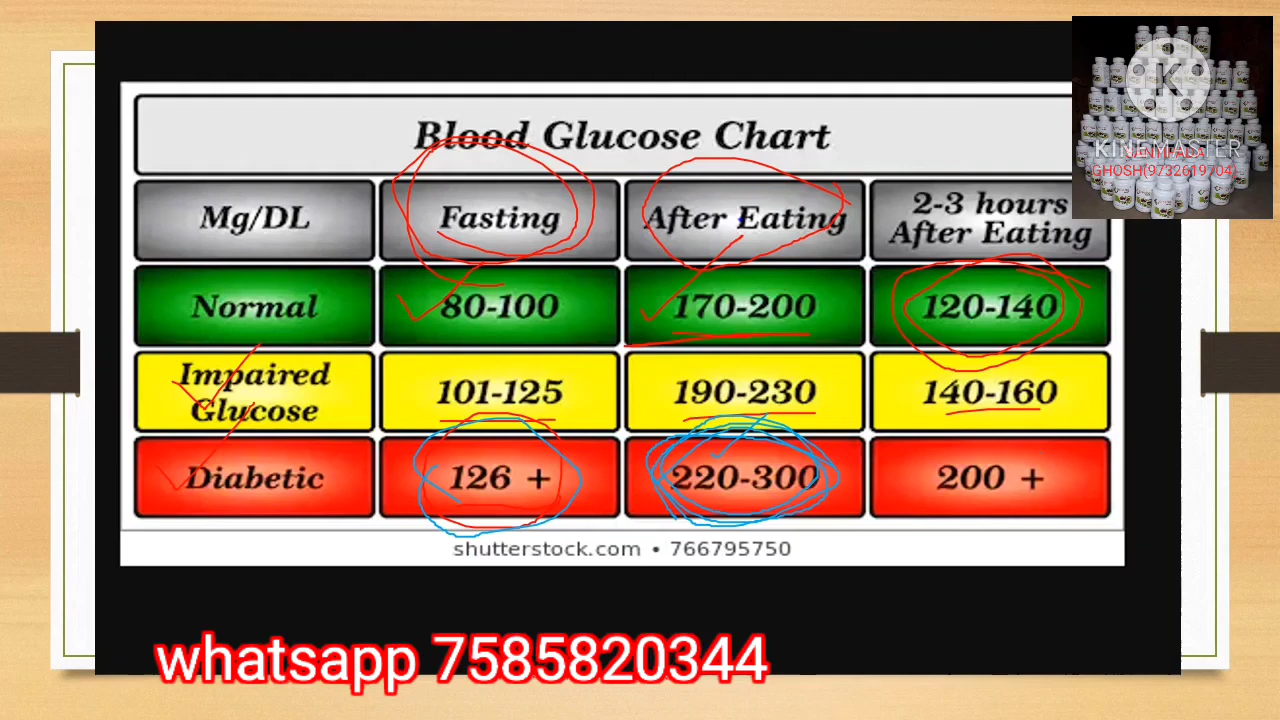 Blood Glucose Chart
Mg/DL Fasting After Eating 2-3 hours After Eating
Normal 80-100 170-200 120-140
Impaired Glucose 101-125 190-230 140-160
Diabetic 126 + 220-300 200 +
shutterstock.com • 766795750
whatsapp 7585820344
K
KINEMASTER
GHOSH(9732619704)